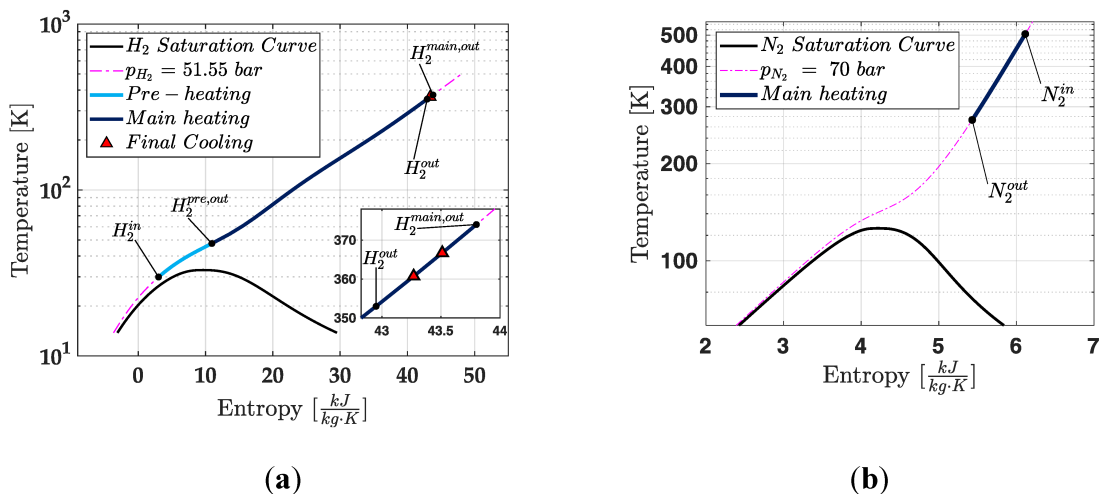 10³
10²
10¹
Temperature [K]
H₂ Saturation Curve
p_H₂ = 51.55 bar
Pre – heating
Main heating
Final Cooling
H₂^main,out
H₂^out
H₂^pre,out
H₂^in
370
360
350
H₂^main,out
H₂^out
43 43.5 44
0 10 20 30 40 50
Entropy [kJ/kg·K]
(a)
500
400
300
200
100
Temperature [K]
N₂ Saturation Curve
p_N₂ = 70 bar
Main heating
N₂^in
N₂^out
2 3 4 5 6 7
Entropy [kJ/kg·K]
(b)